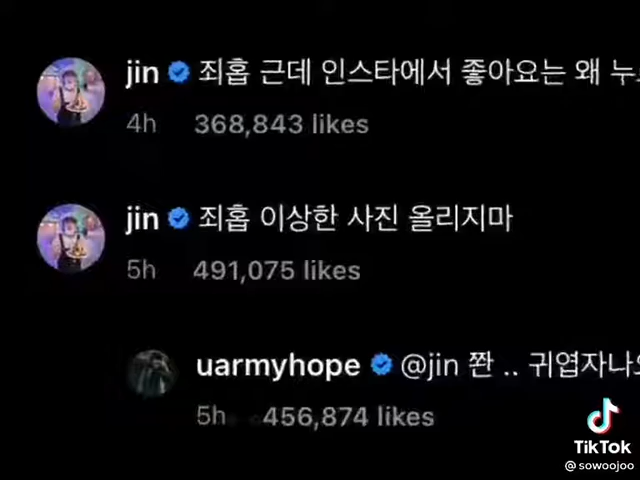 jin 죄홉 근데 인스타에서 좋아요는 왜
4h 368,843 likes
jin 죄홉 이상한 사진 올리지마
5h 491,075 likes
uarmyhope @jin 쫜 .. 귀엽자나
5h 456,874 likes
TikTok
@sowoojoo